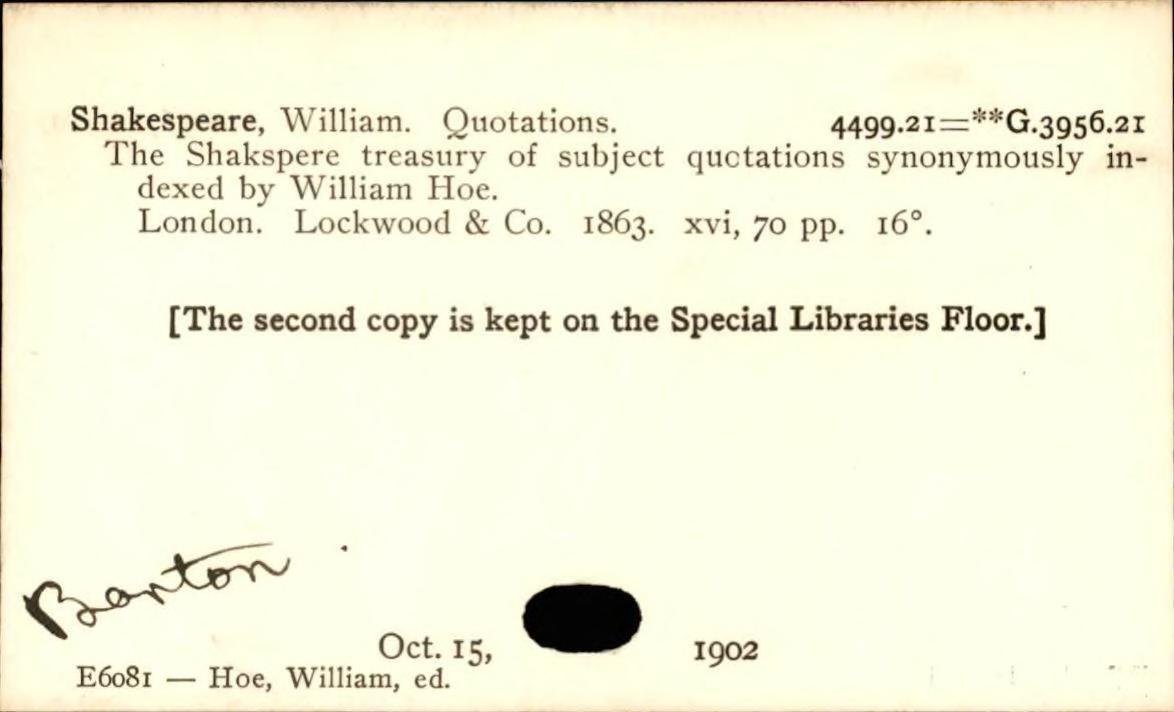 Shakespeare, William. Quotations. 4499.21=**G.3956.21
The Shakspere treasury of subject quctations synonymously in-
dexed by William Hoe.
London. Lockwood & Co. 1863. xvi, 70 pp. 16°.
[The second copy is kept on the Special Libraries Floor.]
Barton
Oct. 15, 1902
E6081 — Hoe, William, ed.